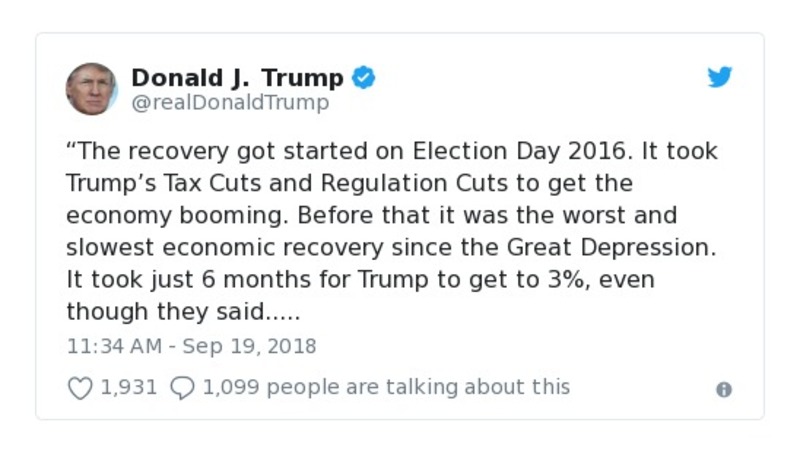 Donald J. Trump
@realDonaldTrump
“The recovery got started on Election Day 2016. It took
Trump’s Tax Cuts and Regulation Cuts to get the
economy booming. Before that it was the worst and
slowest economic recovery since the Great Depression.
It took just 6 months for Trump to get to 3%, even
though they said.....
11:34 AM - Sep 19, 2018
1,931 1,099 people are talking about this